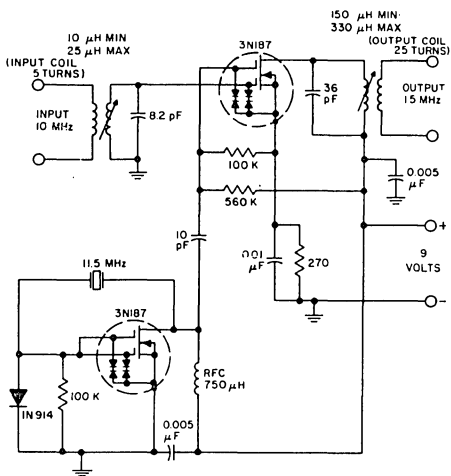 10 μH MIN
25 μH MAX
(INPUT COIL
5 TURNS)
INPUT
10 MHz
8.2 pF
3N187
150 μH MIN
330 μH MAX
(OUTPUT COIL
25 TURNS)
36
pF
OUTPUT
1.5 MHz
0.005
μF
100 K
560 K
10
pF
.001
μF
270
+
9
VOLTS
-
11.5 MHz
3N187
RFC
750 μH
1N914
100 K
0.005
μF